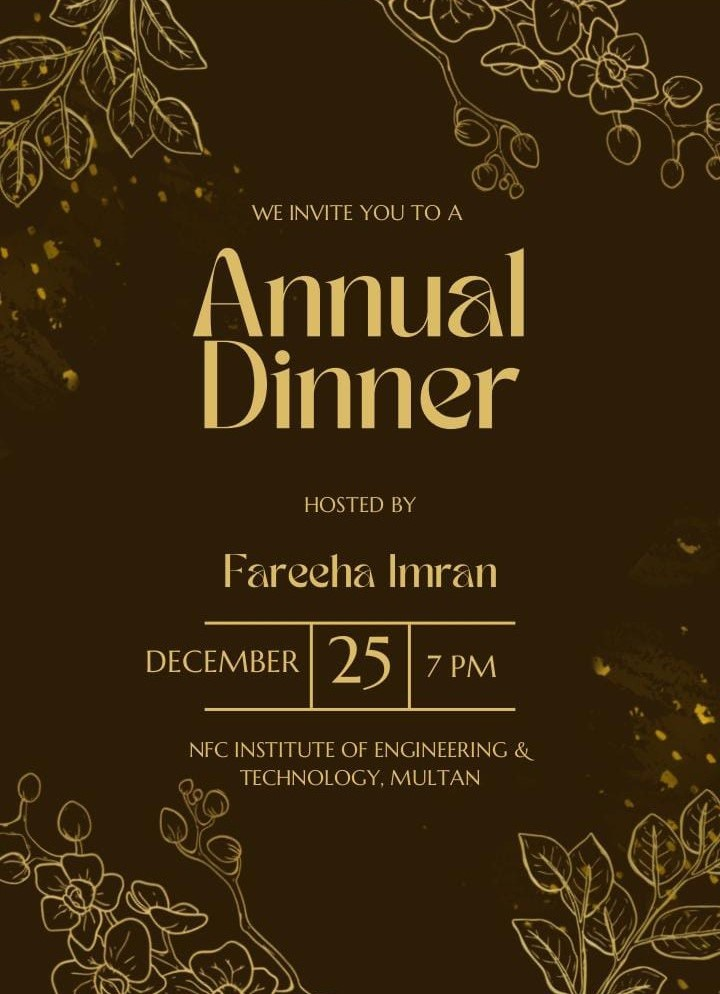 WE INVITE YOU TO A
Annual
Dinner
HOSTED BY
Fareeha Imran
DECEMBER 25 7 PM
NFC INSTITUTE OF ENGINEERING &
TECHNOLOGY, MULTAN